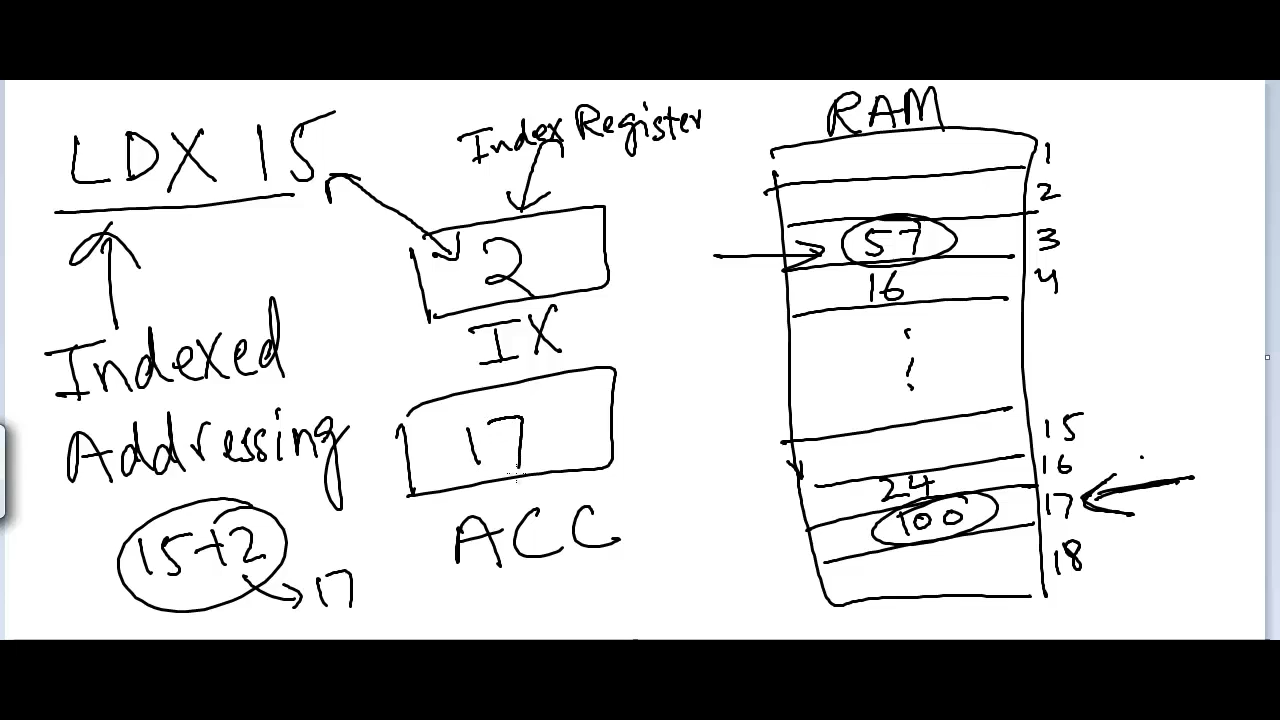 LDX 15
Indexed
Addressing
15+2
17
Index Register
2
IX
17
ACC
RAM
1
2
57 3
16 4
15
24 16
100 17
18